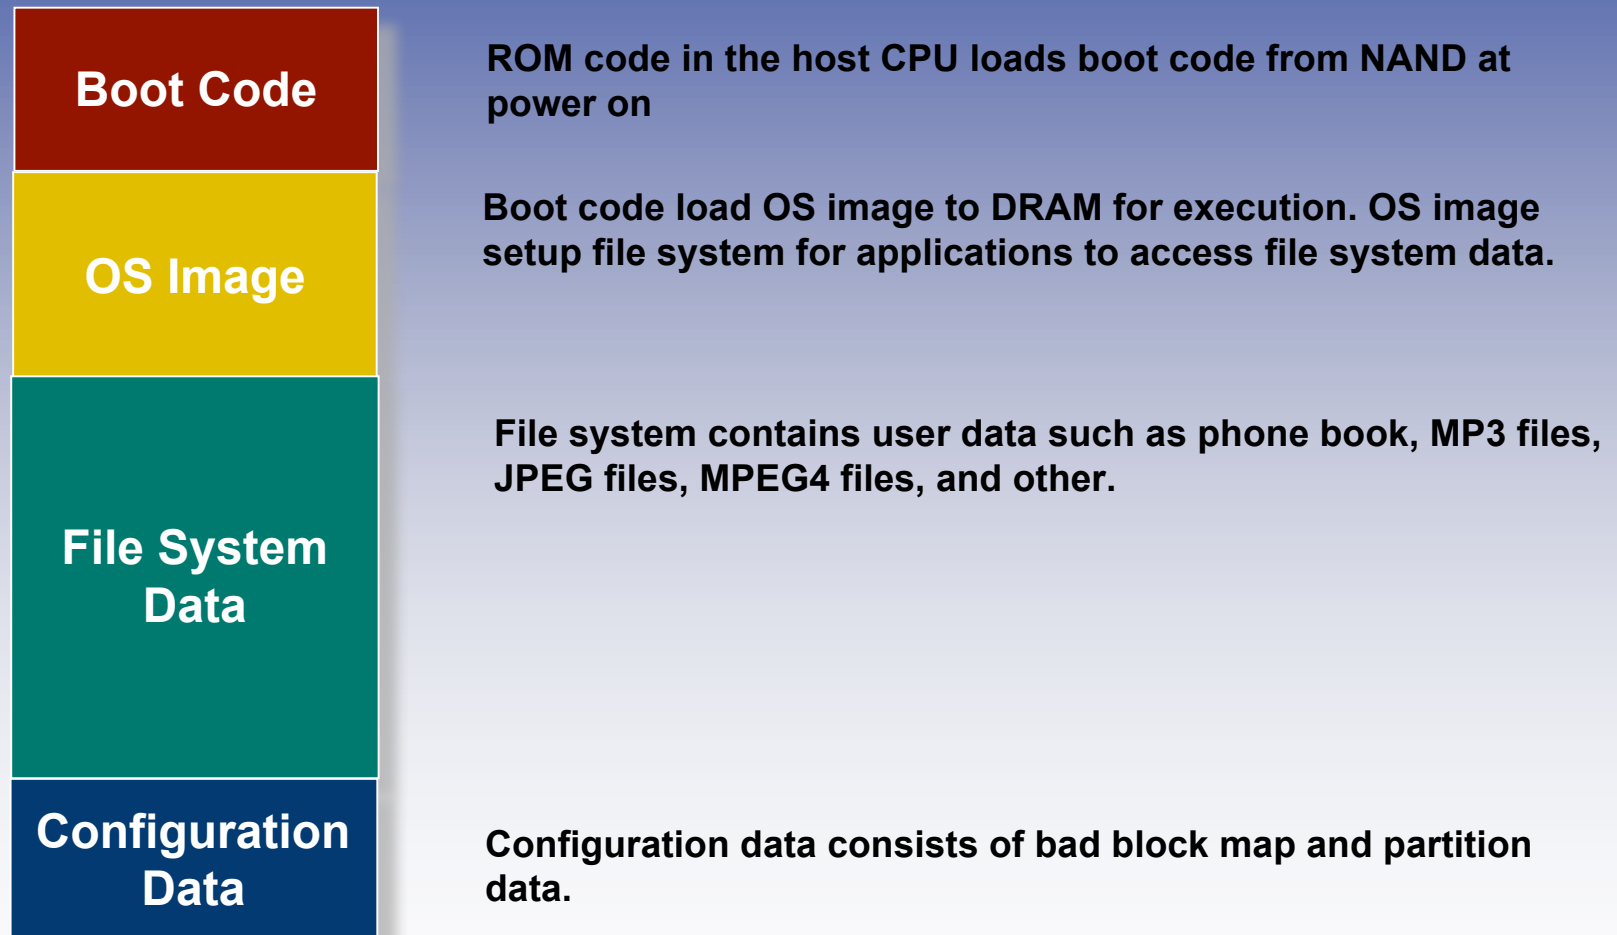 Boot Code
ROM code in the host CPU loads boot code from NAND at
power on
OS Image
Boot code load OS image to DRAM for execution. OS image
setup file system for applications to access file system data.
File System
Data
File system contains user data such as phone book, MP3 files,
JPEG files, MPEG4 files, and other.
Configuration
Data
Configuration data consists of bad block map and partition
data.